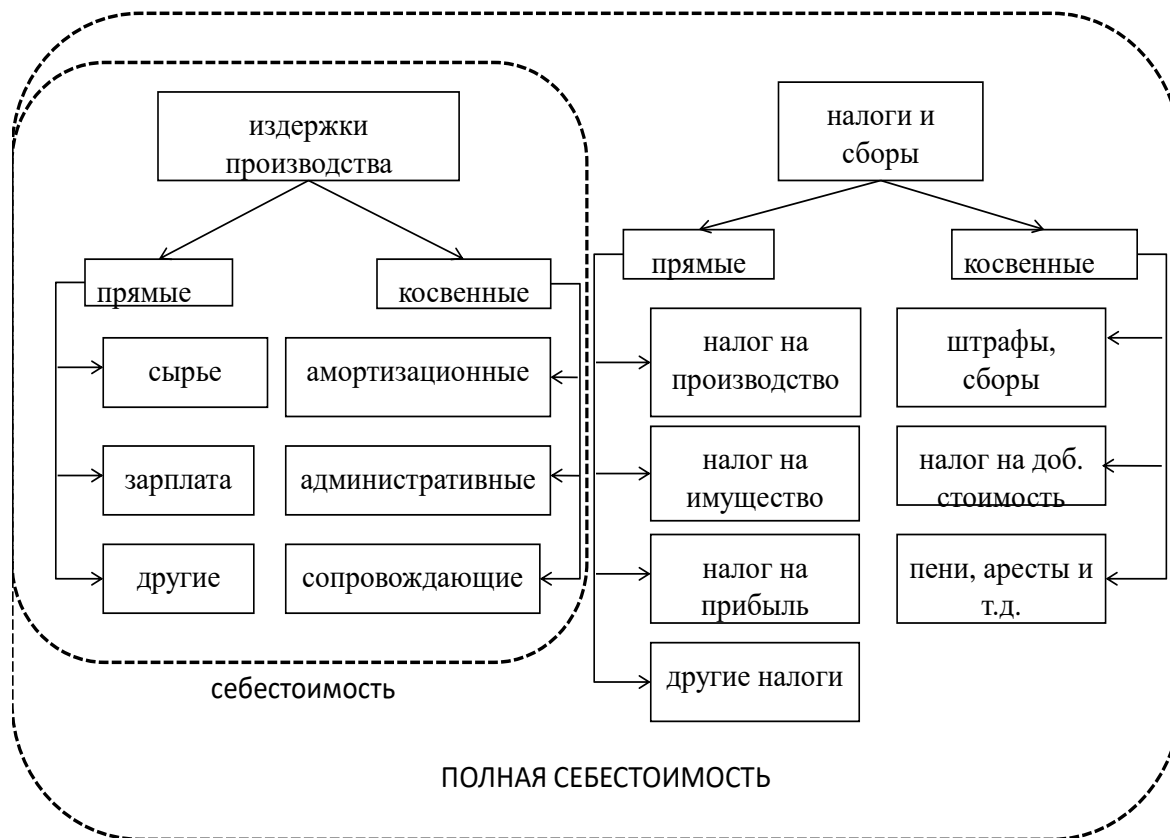 издержки
производства
налоги и
сборы
прямые
косвенные
прямые
косвенные
сырье
амортизационные
налог на
производство
штрафы,
сборы
зарплата
административные
налог на
имущество
налог на доб.
стоимость
другие
сопровождающие
налог на
прибыль
пени, аресты и
т.д.
другие налоги
себестоимость
ПОЛНАЯ СЕБЕСТОИМОСТЬ